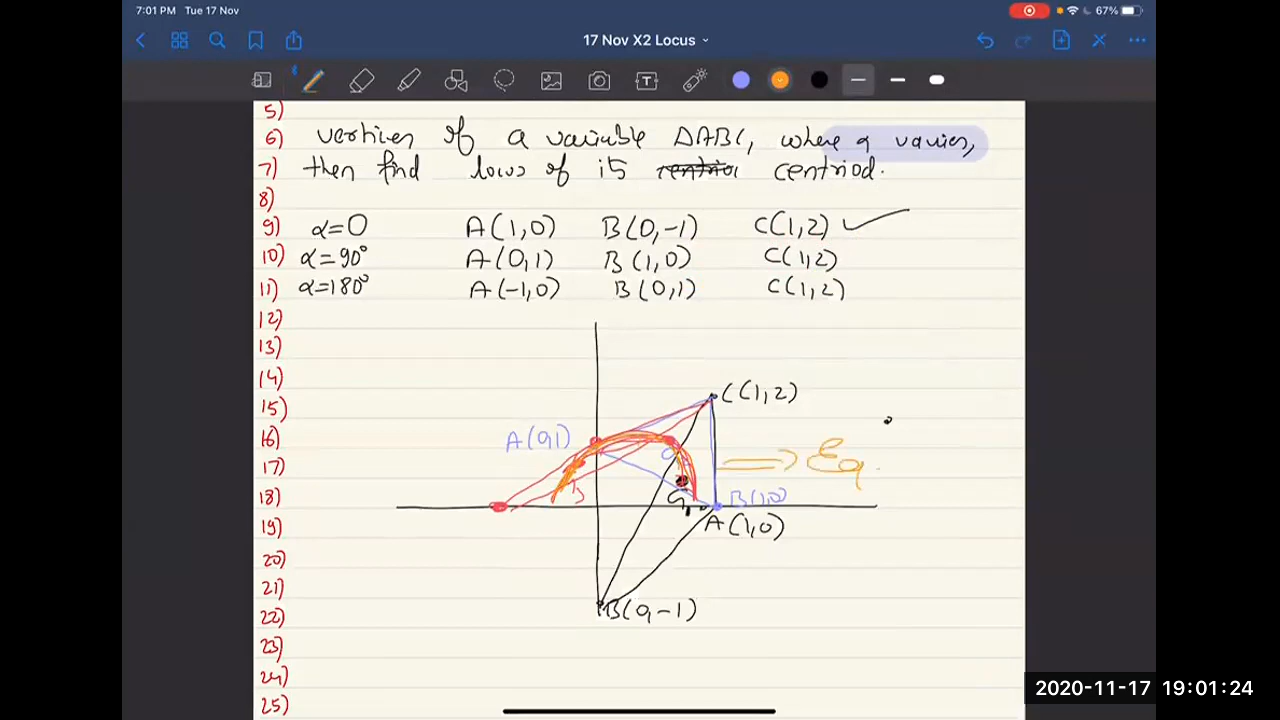 7:01 PM Tue 17 Nov
67%
17 Nov X2 Locus
5)
6) vertices of a variable ΔABC, where α varies,
7) then find locus of its centriod.
8)
9) α=0 A(1,0) B(0,-1) C(1,2)
10) α=90° A(0,1) B(1,0) C(1,2)
11) α=180° A(-1,0) B(0,1) C(1,2)
12)
13)
14) C(1,2)
15)
16) A(0,1)
17) Eq.
18) B B(1,0)
G,
19) A(1,0)
20)
21)
22) B(0,-1)
23)
24)
25)
2020-11-17 19:01:24